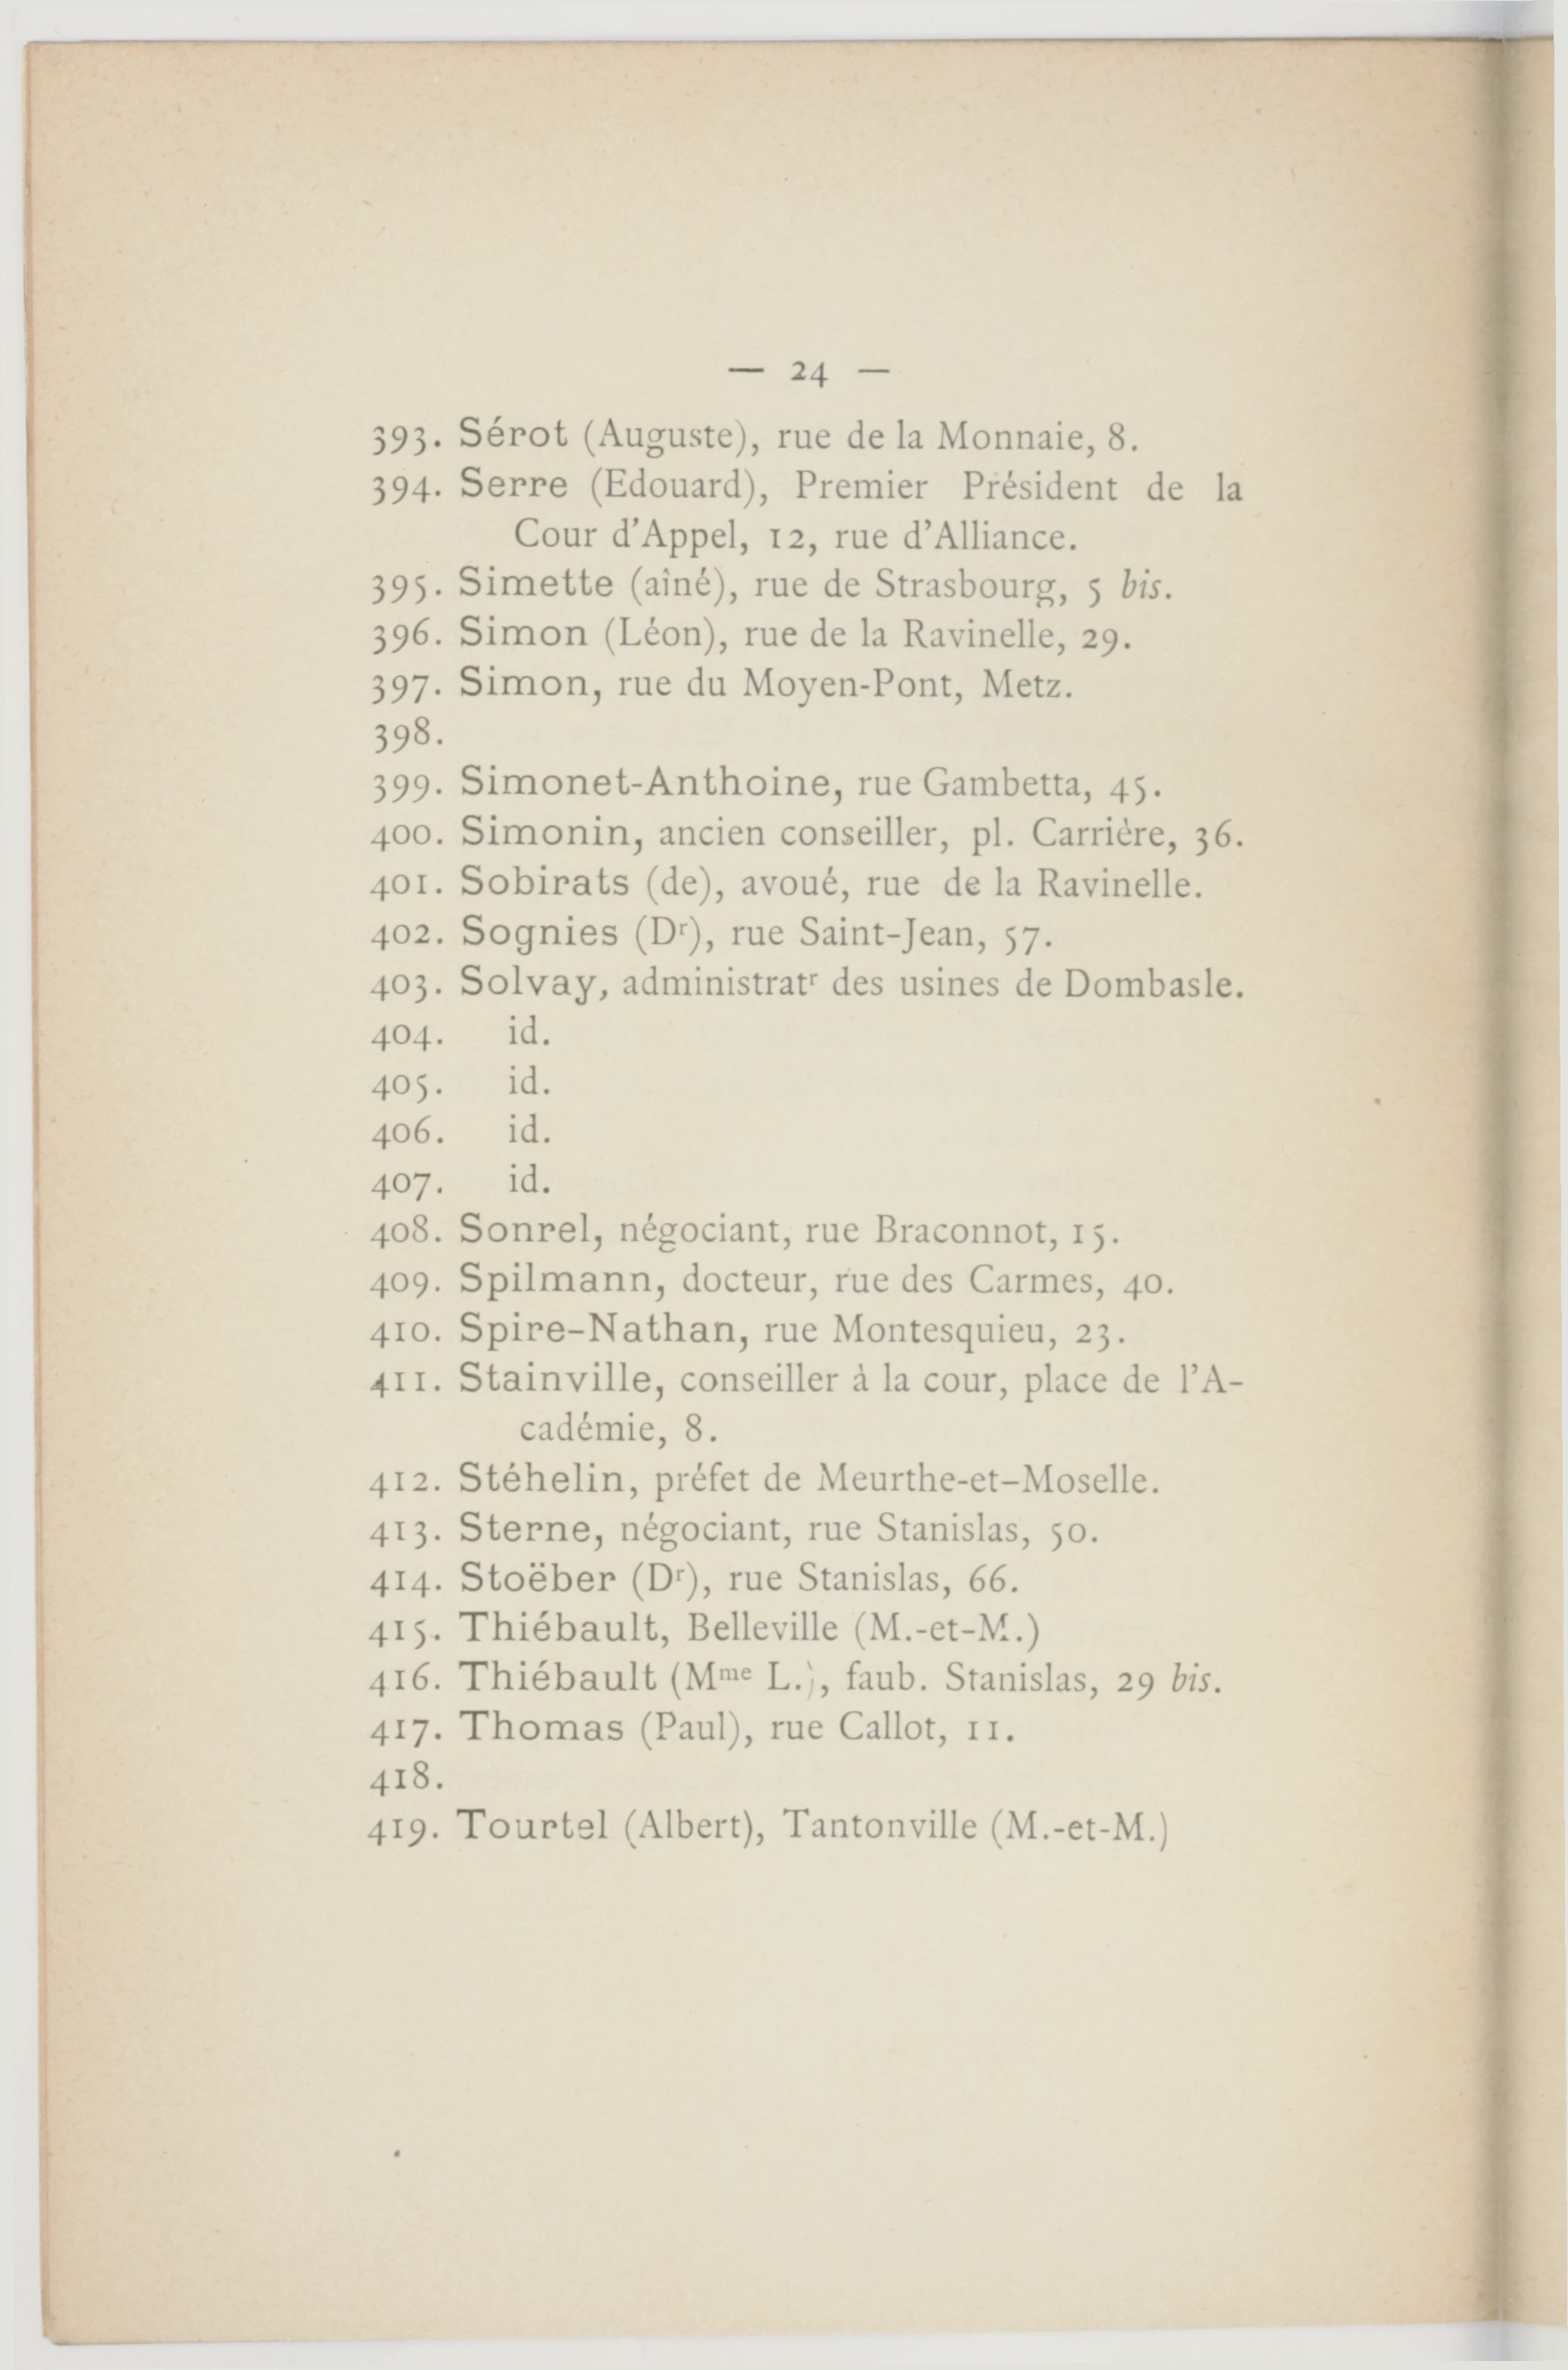 — 24 —
393. Sérot (Auguste), rue de la Monnaie, 8.
394. Serre (Edouard), Premier Président de la
Cour d'Appel, 12, rue d'Alliance.
395. Simette (aîné), rue de Strasbourg, 5 bis.
396. Simon (Léon), rue de la Ravinelle, 29.
397. Simon, rue du Moyen-Pont, Metz.
398.
399. Simonet-Anthoine, rue Gambetta, 45.
400. Simonin, ancien conseiller, pl. Carrière, 36.
401. Sobirats (de), avoué, rue de la Ravinelle.
402. Sognies (Dʳ), rue Saint-Jean, 57.
403. Solvay, administratʳ des usines de Dombasle.
404. id.
405. id.
406. id.
407. id.
408. Sonrel, négociant, rue Braconnot, 15.
409. Spilmann, docteur, rue des Carmes, 40.
410. Spire-Nathan, rue Montesquieu, 23.
411. Stainville, conseiller à la cour, place de l'A-
cadémie, 8.
412. Stéhelin, préfet de Meurthe-et-Moselle.
413. Sterne, négociant, rue Stanislas, 50.
414. Stoëber (Dʳ), rue Stanislas, 66.
415. Thiébault, Belleville (M.-et-M.)
416. Thiébault (Mᵐᵉ L.), faub. Stanislas, 29 bis.
417. Thomas (Paul), rue Callot, 11.
418.
419. Tourtel (Albert), Tantonville (M.-et-M.)